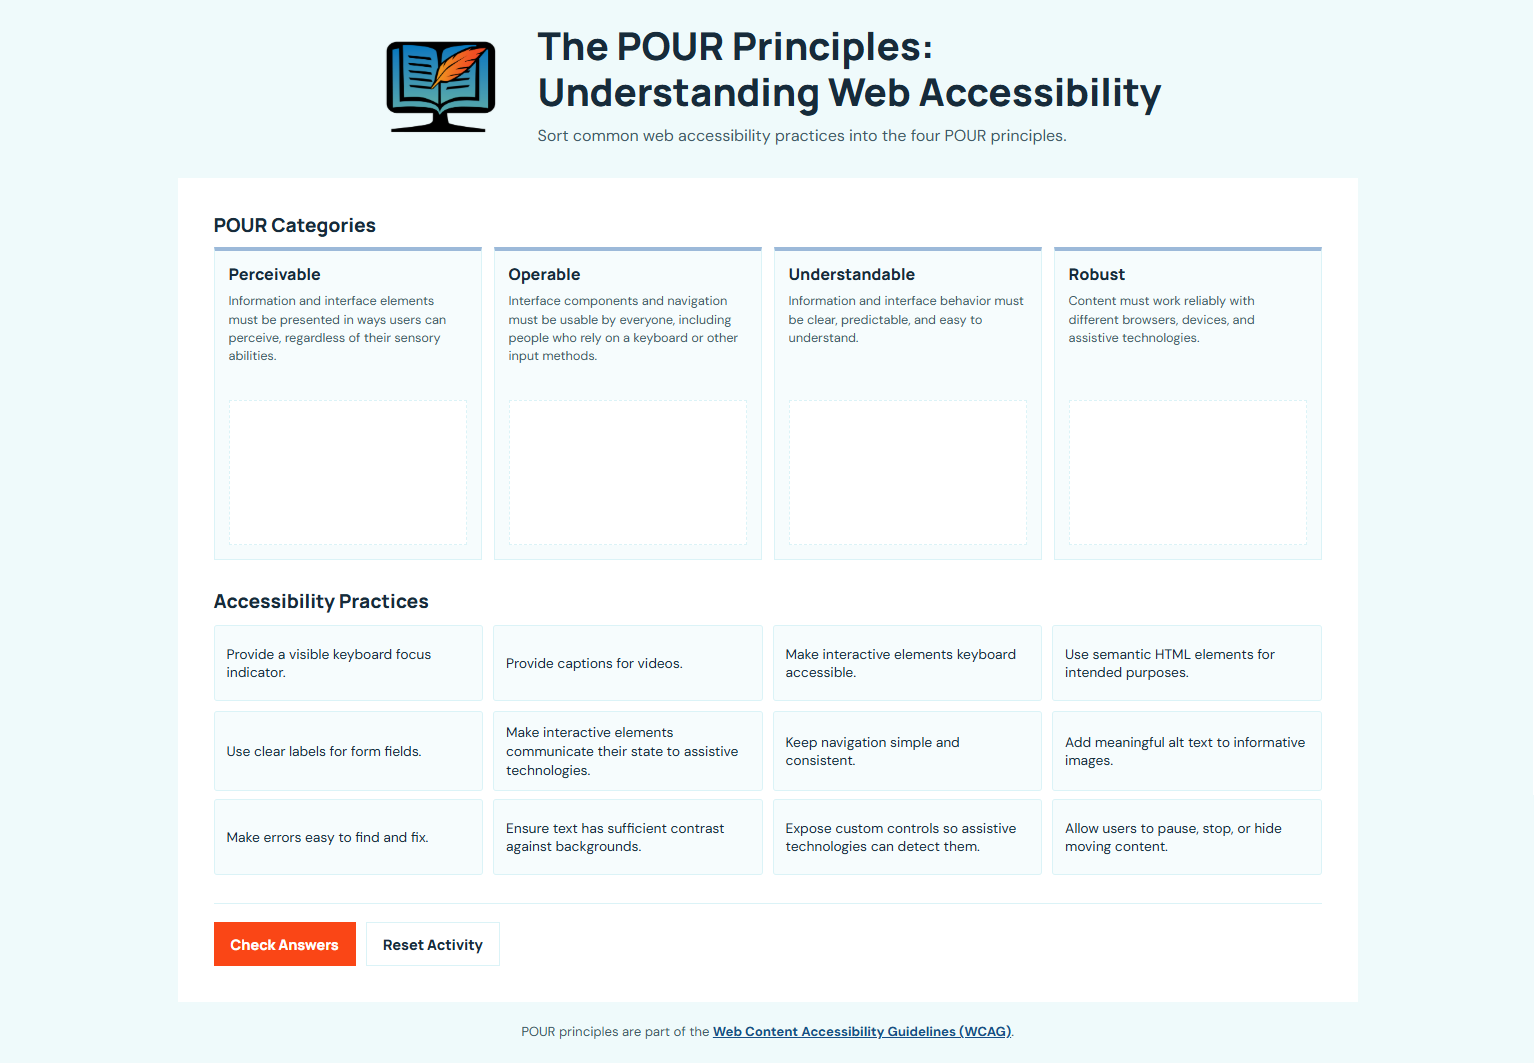 The POUR Principles:
Understanding Web Accessibility
Sort common web accessibility practices into the four POUR principles.
POUR Categories
Perceivable
Information and interface elements
must be presented in ways users can
perceive, regardless of their sensory
abilities.
Operable
Interface components and navigation
must be usable by everyone, including
people who rely on a keyboard or other
input methods.
Understandable
Information and interface behavior must
be clear, predictable, and easy to
understand.
Robust
Content must work reliably with
different browsers, devices, and
assistive technologies.
Accessibility Practices
Provide a visible keyboard focus
indicator.
Provide captions for videos.
Make interactive elements keyboard
accessible.
Use semantic HTML elements for
intended purposes.
Use clear labels for form fields.
Make interactive elements
communicate their state to assistive
technologies.
Keep navigation simple and
consistent.
Add meaningful alt text to informative
images.
Make errors easy to find and fix.
Ensure text has sufficient contrast
against backgrounds.
Expose custom controls so assistive
technologies can detect them.
Allow users to pause, stop, or hide
moving content.
Check Answers
Reset Activity
POUR principles are part of the Web Content Accessibility Guidelines (WCAG).